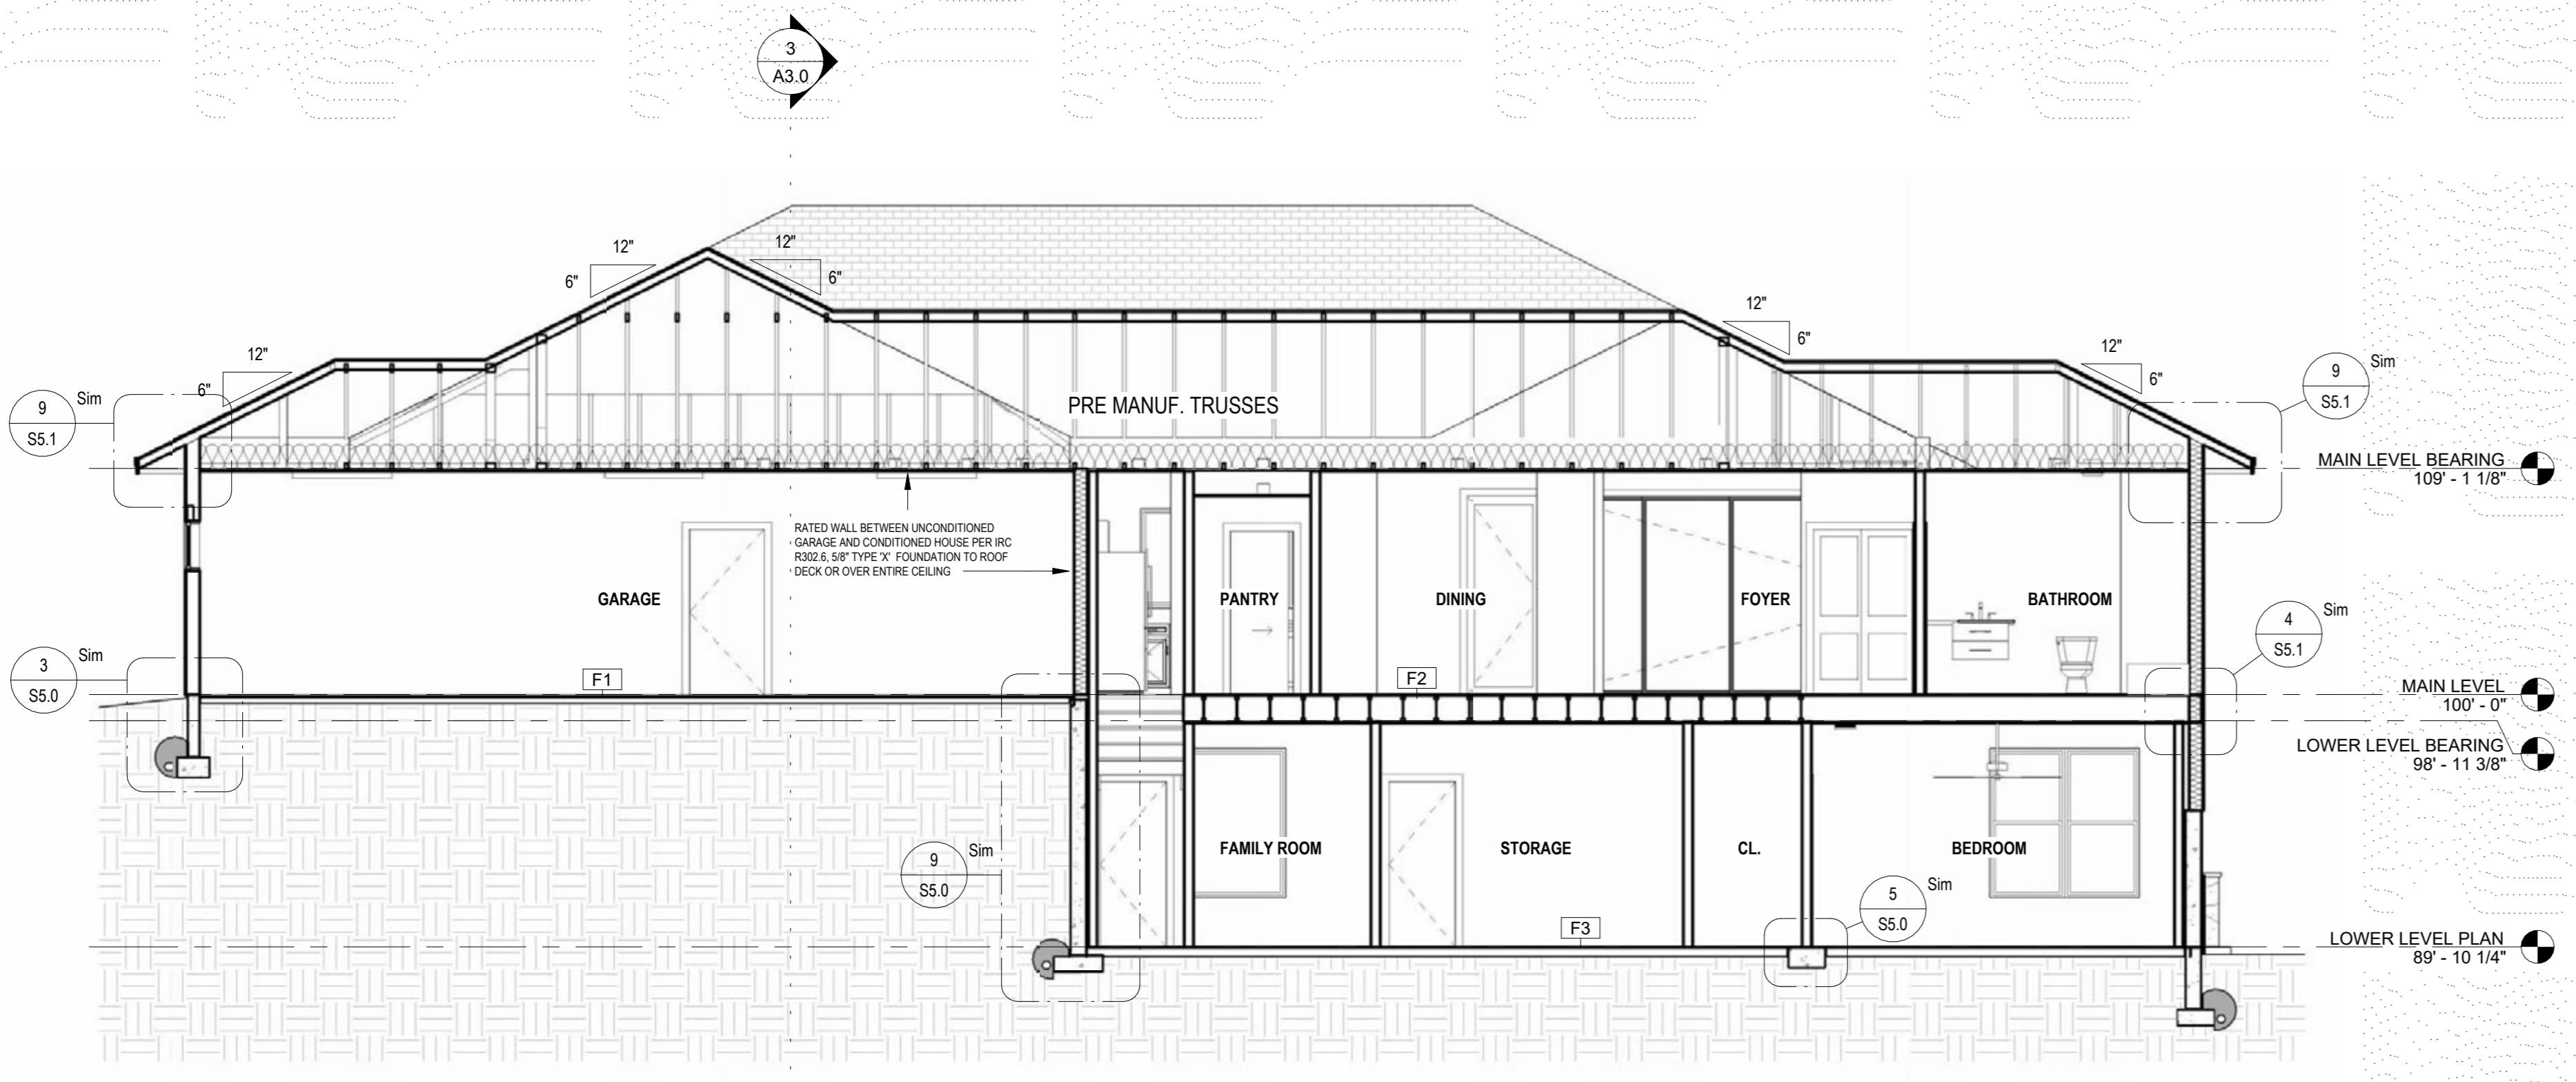 3
A3.0
12"
6"
12"
6"
12"
6"
12"
6"
12"
6"
9
S5.1
Sim
9
S5.1
Sim
PRE MANUF. TRUSSES
MAIN LEVEL BEARING
109' - 1 1/8"
RATED WALL BETWEEN UNCONDITIONED
GARAGE AND CONDITIONED HOUSE PER IRC
R302.6, 5/8" TYPE 'X' FOUNDATION TO ROOF
DECK OR OVER ENTIRE CEILING
GARAGE
PANTRY
DINING
FOYER
BATHROOM
4
S5.1
Sim
3
S5.0
Sim
F1
F2
MAIN LEVEL
100' - 0"
LOWER LEVEL BEARING
98' - 11 3/8"
FAMILY ROOM
STORAGE
CL.
BEDROOM
9
S5.0
Sim
5
S5.0
Sim
F3
LOWER LEVEL PLAN
89' - 10 1/4"